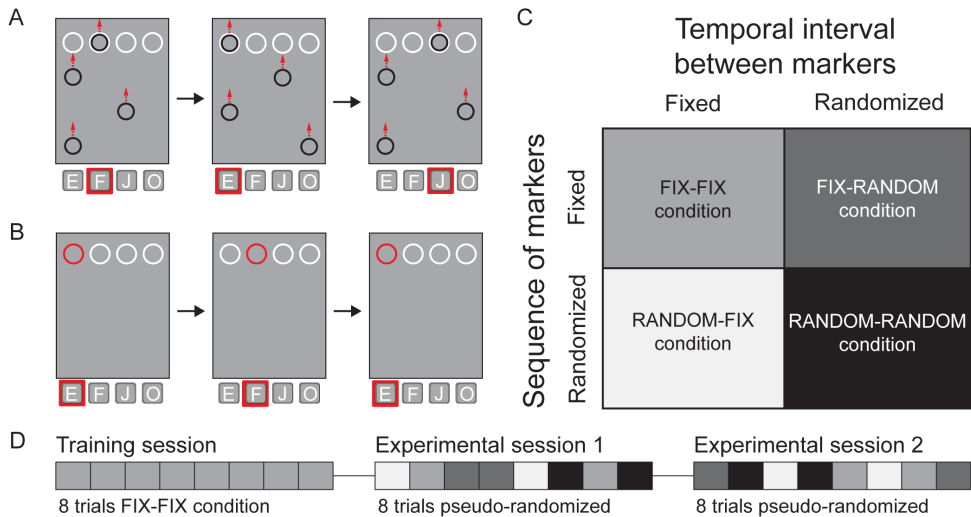 A
E F J O
E F J O
E F J O
B
E F J O
E F J O
E F J O
C
Temporal interval
between markers
Fixed
Randomized
Sequence of markers
Fixed
Randomized
FIX-FIX
condition
FIX-RANDOM
condition
RANDOM-FIX
condition
RANDOM-RANDOM
condition
D
Training session
8 trials FIX-FIX condition
Experimental session 1
8 trials pseudo-randomized
Experimental session 2
8 trials pseudo-randomized